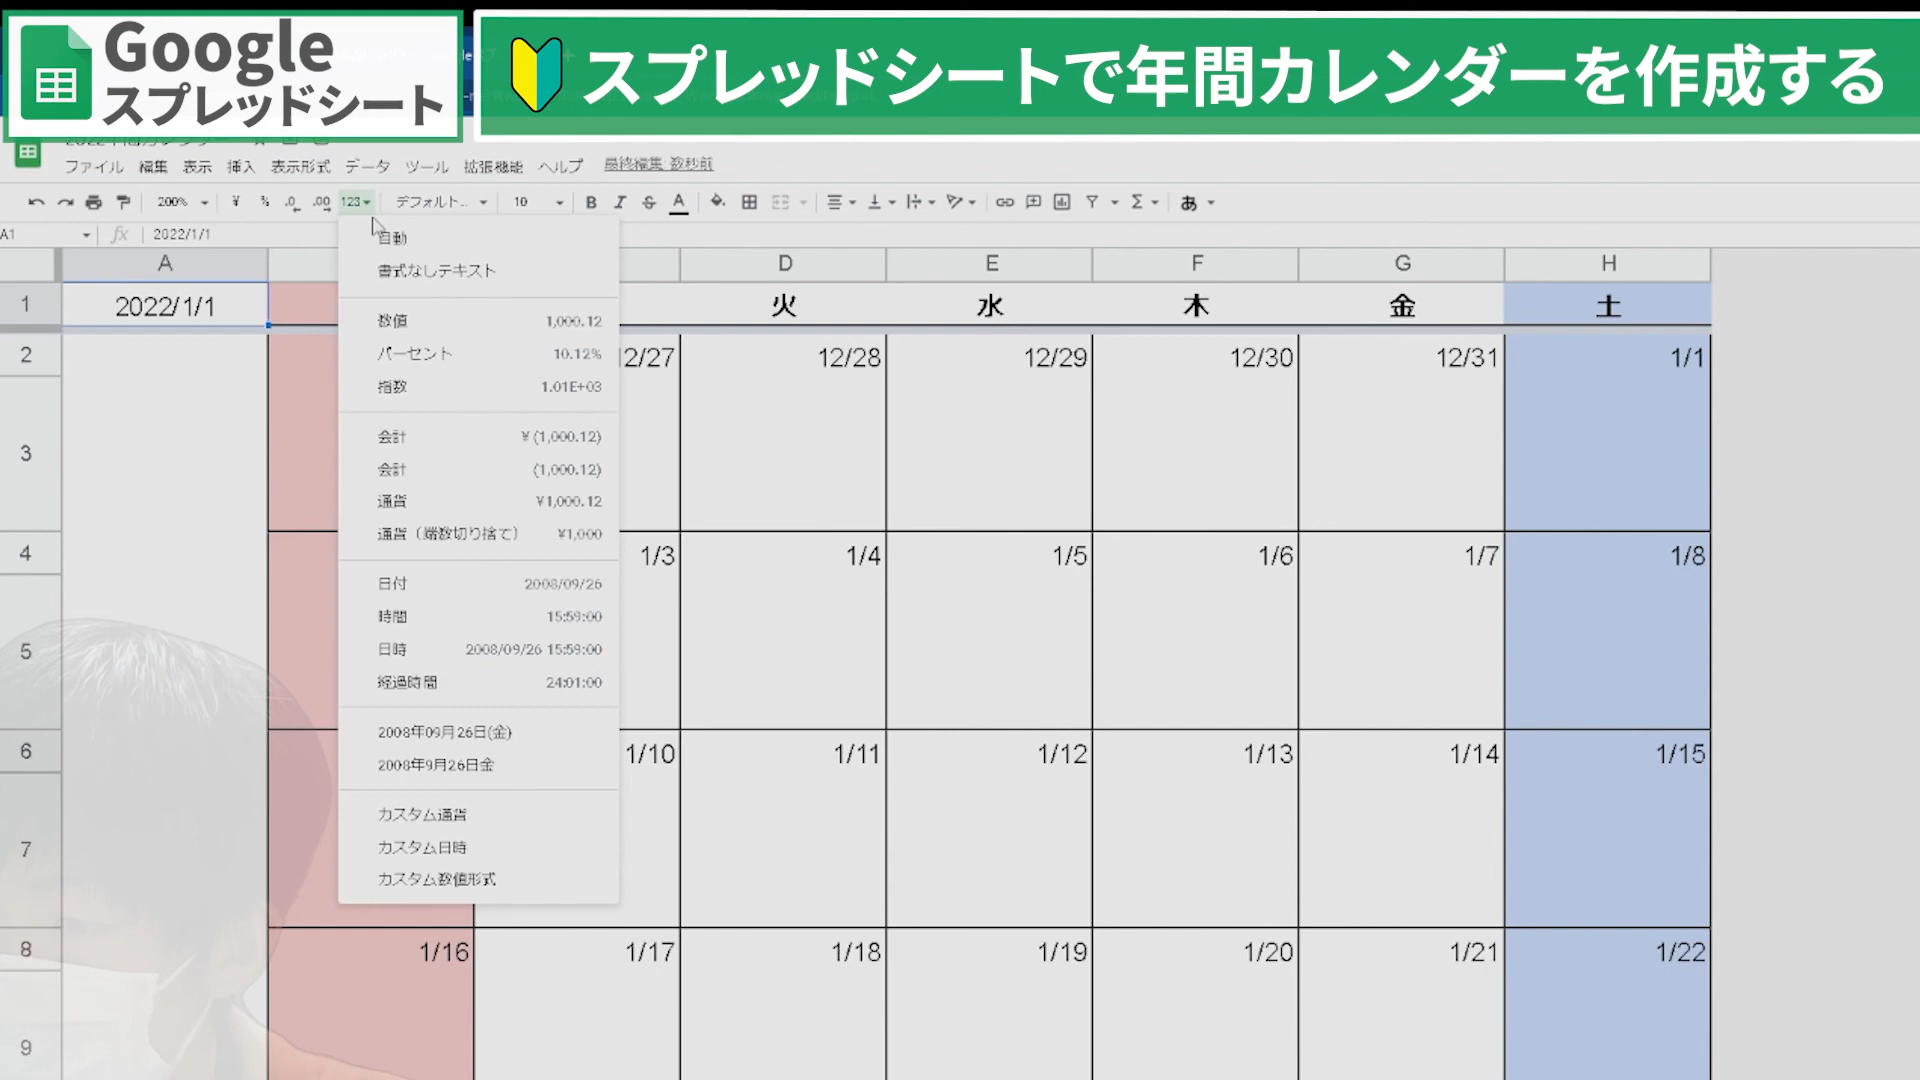 Google
スプレッドシート
スプレッドシートで年間カレンダーを作成する
ファイル 編集 表示 挿入 表示形式 データ ツール 拡張機能 ヘルプ 最終編集: 数秒前
200% ¥ % .0 .00 123 デフォルト... 10 B I S A あ
A1 fx 2022/1/1
A D E F G H
1 2022/1/1 火 水 木 金 土
自動
書式なしテキスト
数値 1,000.12
パーセント 10.12%
指数 1.01E+03
会計 ¥ (1,000.12)
会計 (1,000.12)
通貨 ¥1,000.12
通貨（端数切り捨て） ¥1,000
日付 2008/09/26
時間 15:59:00
日時 2008/09/26 15:59:00
経過時間 24:01:00
2008年09月26日(金)
2008年9月26日金
カスタム通貨
カスタム日時
カスタム数値形式
2 2/27 12/28 12/29 12/30 12/31 1/1
3
4 1/3 1/4 1/5 1/6 1/7 1/8
5
6 1/10 1/11 1/12 1/13 1/14 1/15
7
8 1/16 1/17 1/18 1/19 1/20 1/21 1/22
9